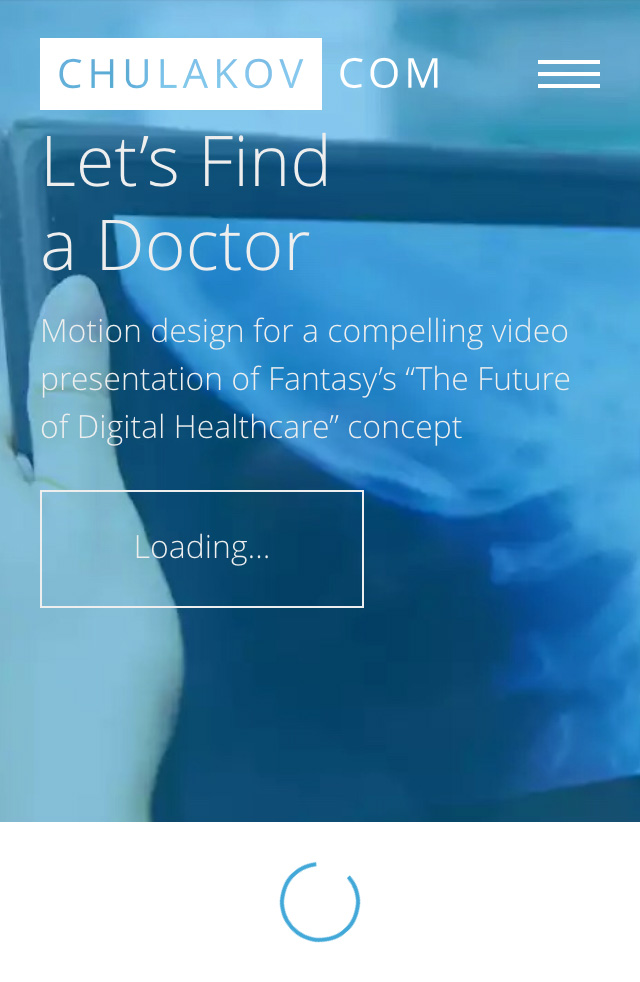 CHULAKOV COM
Let’s Find
a Doctor
Motion design for a compelling video
presentation of Fantasy’s “The Future
of Digital Healthcare” concept
Loading...